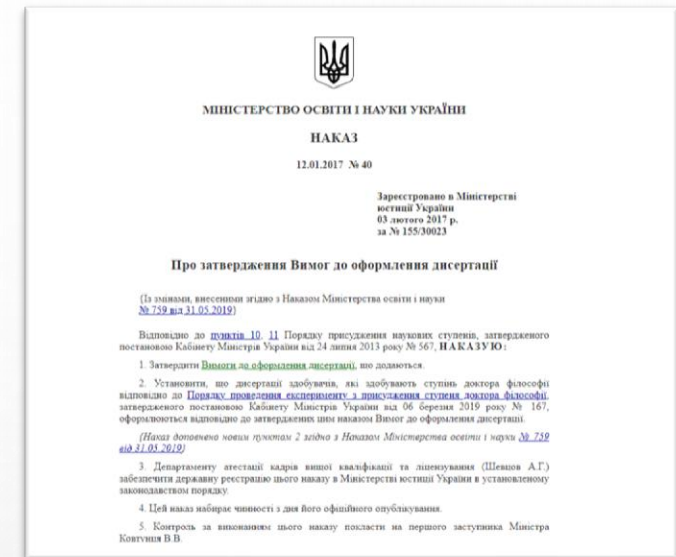 МІНІСТЕРСТВО ОСВІТИ І НАУКИ УКРАЇНИ
НАКАЗ
12.01.2017 № 40
Зареєстровано в Міністерстві
юстиції України
03 лютого 2017 р.
за № 155/30023
Про затвердження Вимог до оформлення дисертації
{Із змінами, внесеними згідно з Наказом Міністерства освіти і науки
№ 759 від 31.05.2019}
Відповідно до пунктів 10, 11 Порядку присудження наукових ступенів, затвердженого
постановою Кабінету Міністрів України від 24 липня 2013 року № 567, НАКАЗУЮ:
1. Затвердити Вимоги до оформлення дисертації, що додаються.
2. Установити, що дисертації здобувачів, які здобувають ступінь доктора філософії
відповідно до Порядку проведення експерименту з присудження ступеня доктора філософії,
затвердженого постановою Кабінету Міністрів України від 06 березня 2019 року № 167,
оформлюються відповідно до затверджених цим наказом Вимог до оформлення дисертації.
{Наказ доповнено новим пунктом 2 згідно з Наказом Міністерства освіти і науки № 759
від 31.05.2019}
3. Департаменту атестації кадрів вищої кваліфікації та ліцензування (Шевцов А.Г.)
забезпечити державну реєстрацію цього наказу в Міністерстві юстиції України в установленому
законодавством порядку.
4. Цей наказ набирає чинності з дня його офіційного опублікування.
5. Контроль за виконанням цього наказу покласти на першого заступника Міністра
Ковтунця В.В.